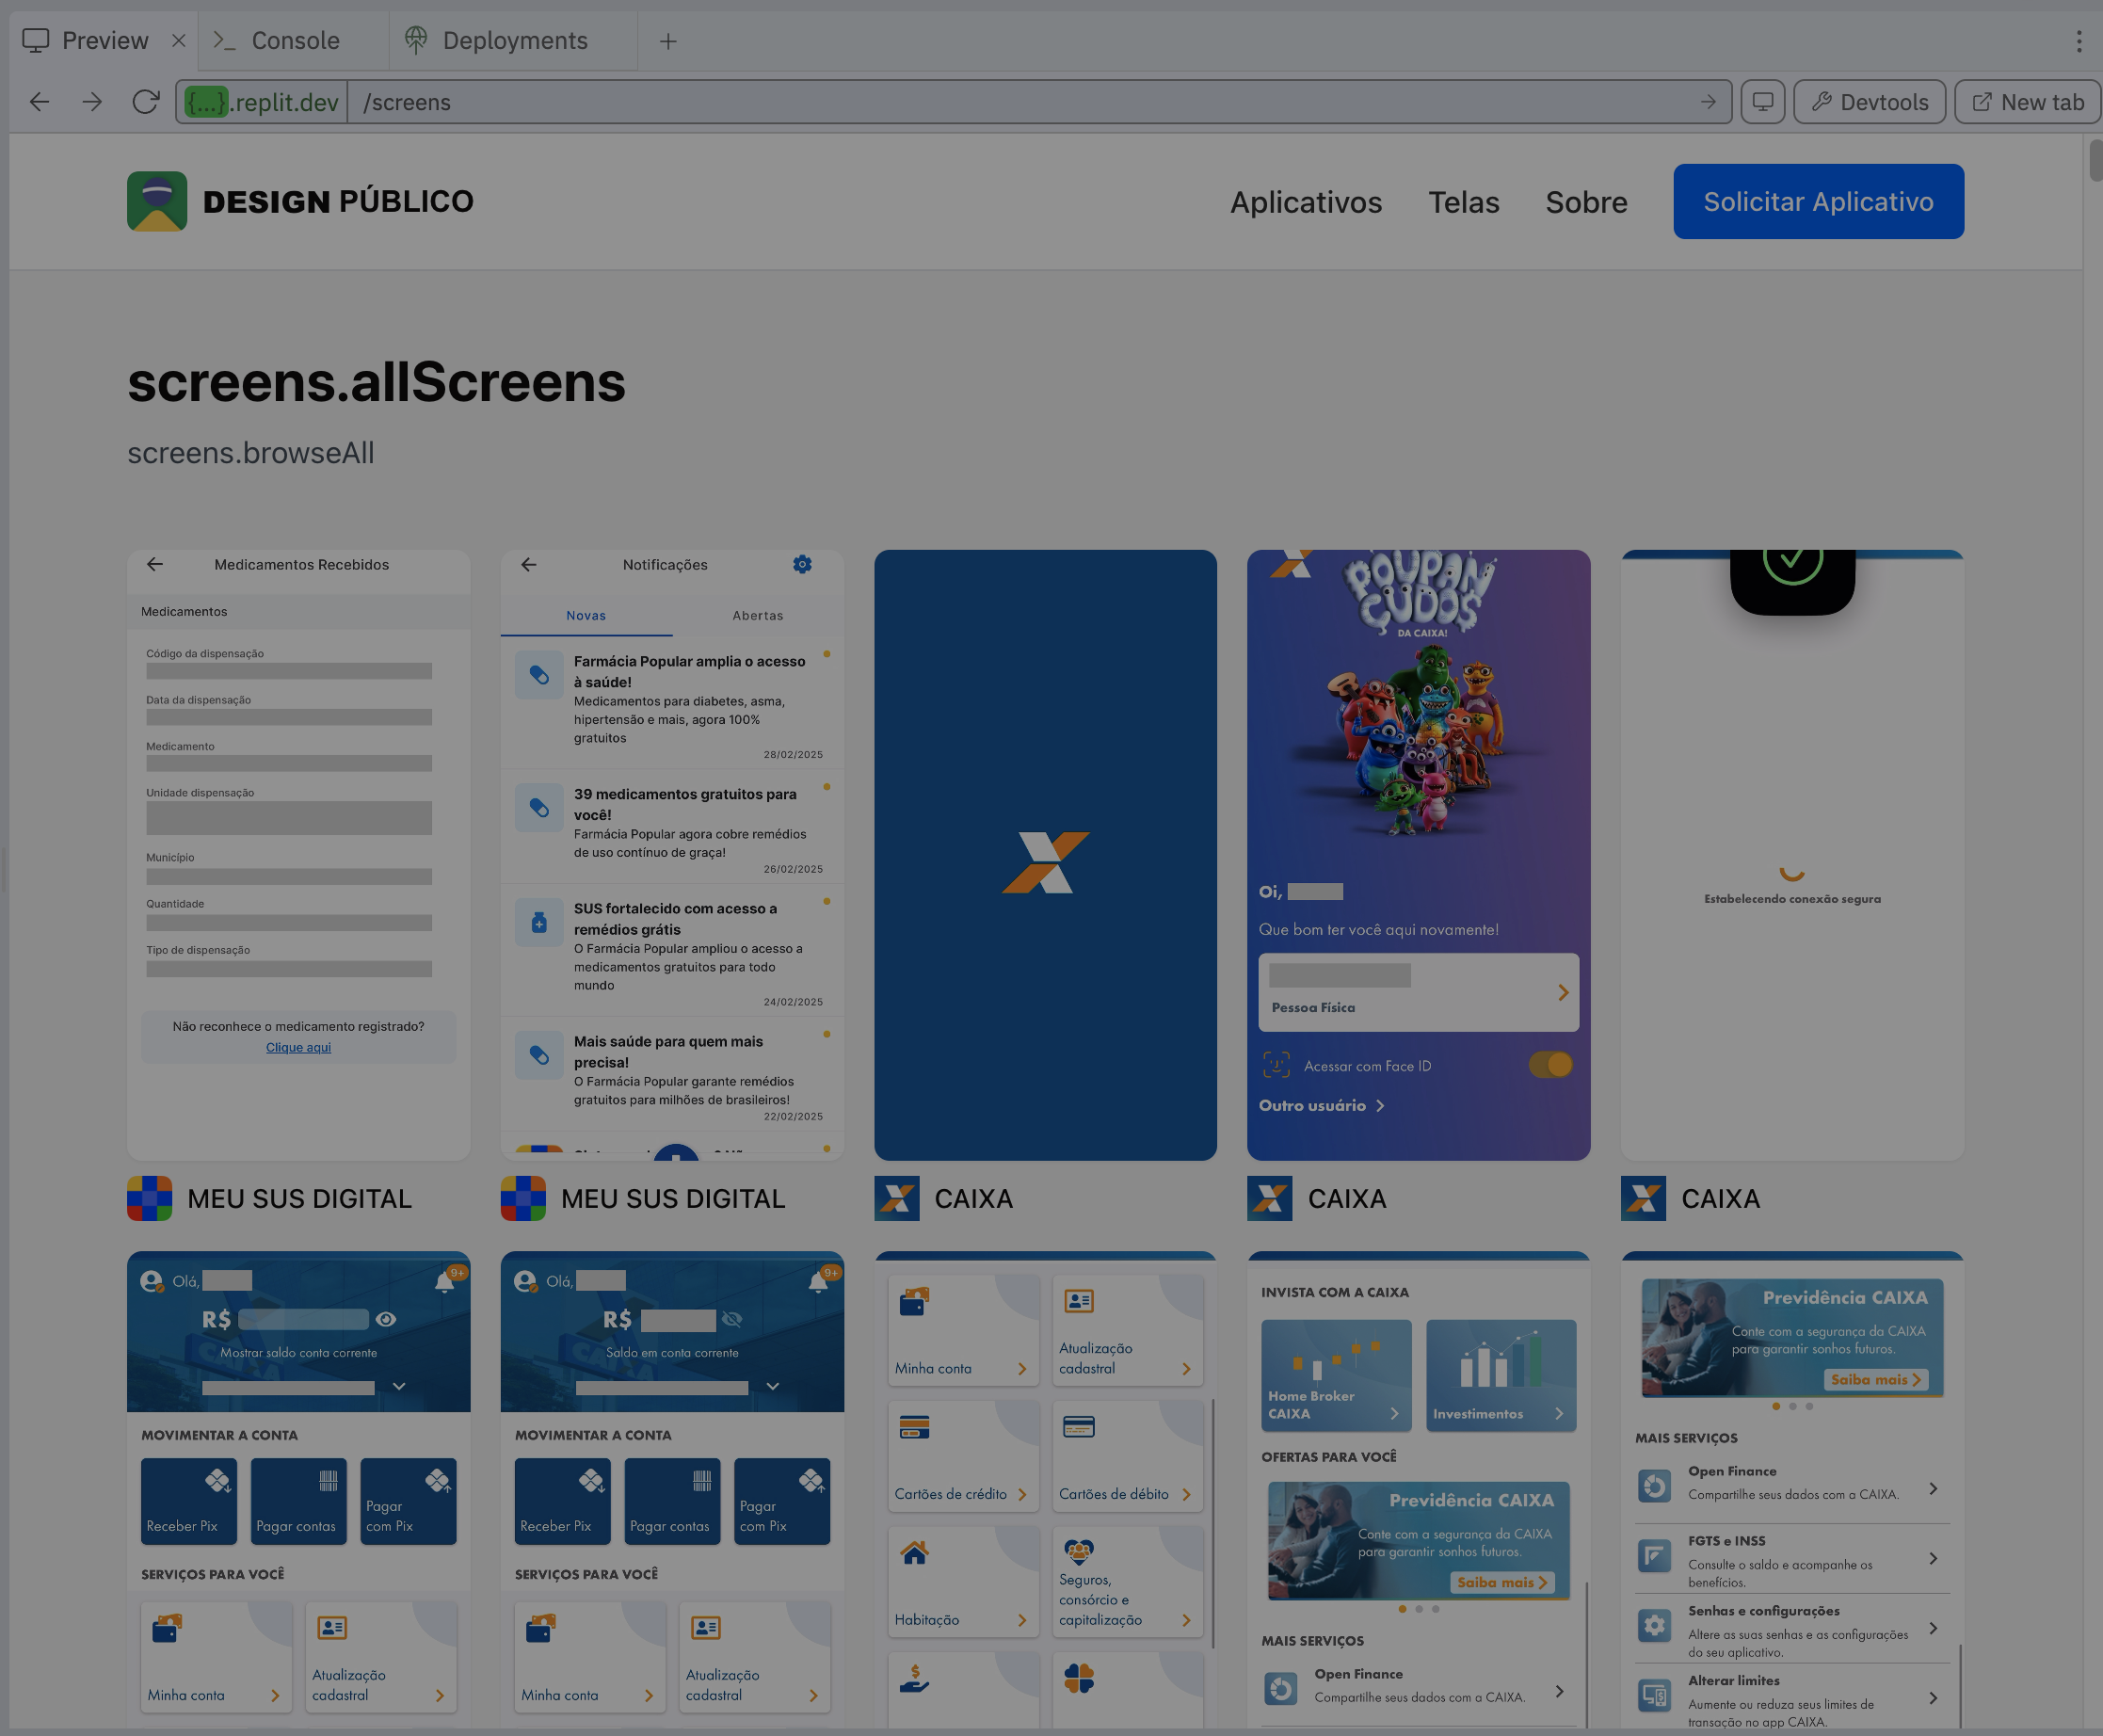 Preview
Console
Deployments
{...}.replit.dev
/screens
Devtools
New tab
DESIGN PÚBLICO
Aplicativos
Telas
Sobre
Solicitar Aplicativo
screens.allScreens
screens.browseAll
Medicamentos Recebidos
Medicamentos
Código da dispensação
Data da dispensação
Medicamento
Unidade dispensação
Município
Quantidade
Tipo de dispensação
Não reconhece o medicamento registrado?
Clique aqui
MEU SUS DIGITAL
Notificações
Novas
Abertas
Farmácia Popular amplia o acesso
à saúde!
Medicamentos para diabetes, asma,
hipertensão e mais, agora 100%
gratuitos
28/02/2025
39 medicamentos gratuitos para
você!
Farmácia Popular agora cobre remédios
de uso contínuo de graça!
26/02/2025
SUS fortalecido com acesso a
remédios grátis
O Farmácia Popular ampliou o acesso a
medicamentos gratuitos para todo
mundo
24/02/2025
Mais saúde para quem mais
precisa!
O Farmácia Popular garante remédios
gratuitos para milhões de brasileiros!
22/02/2025
MEU SUS DIGITAL
CAIXA
POUPAN
ÇUDOS
DA CAIXA!
Oi,
Que bom ter você aqui novamente!
Pessoa Física
Acessar com Face ID
Outro usuário
CAIXA
Estabelecendo conexão segura
CAIXA
Olá,
9+
R$
Mostrar saldo conta corrente
MOVIMENTAR A CONTA
Receber Pix
Pagar contas
Pagar
com Pix
SERVIÇOS PARA VOCÊ
Minha conta
Atualização
cadastral
Olá,
9+
R$
Saldo em conta corrente
MOVIMENTAR A CONTA
Receber Pix
Pagar contas
Pagar
com Pix
SERVIÇOS PARA VOCÊ
Minha conta
Atualização
cadastral
Minha conta
Atualização
cadastral
Cartões de crédito
Cartões de débito
Habitação
Seguros,
consórcio e
capitalização
INVISTA COM A CAIXA
Home Broker
CAIXA
Investimentos
OFERTAS PARA VOCÊ
Previdência CAIXA
Conte com a segurança da CAIXA
para garantir sonhos futuros.
Saiba mais
MAIS SERVIÇOS
Open Finance
Compartilhe seus dados com a CAIXA.
Previdência CAIXA
Conte com a segurança da CAIXA
para garantir sonhos futuros.
Saiba mais
MAIS SERVIÇOS
Open Finance
Compartilhe seus dados com a CAIXA.
FGTS e INSS
Consulte o saldo e acompanhe os
benefícios.
Senhas e configurações
Altere as suas senhas e as configurações
do seu aplicativo.
Alterar limites
Aumente ou reduza seus limites de
transação no app CAIXA.